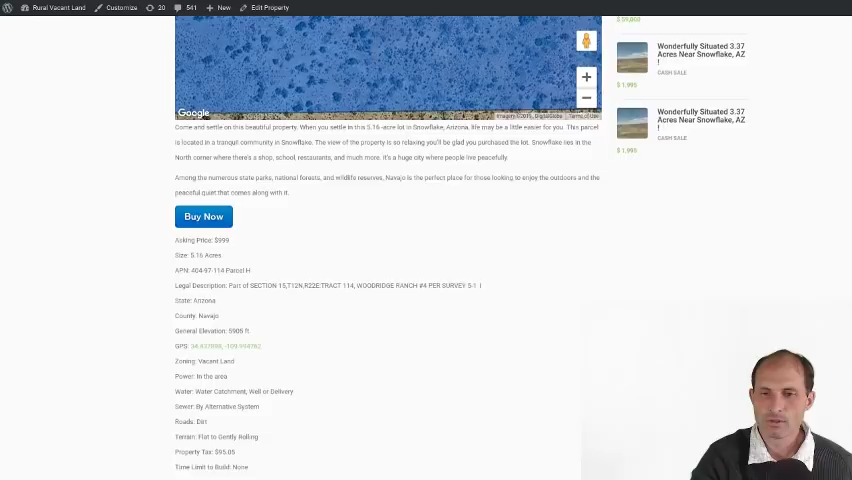 Rural Vacant Land Customize 20 541 New Edit Property
$ 59,000
Wonderfully Situated 3.37
Acres Near Snowflake, AZ
!
CASH SALE
$ 1,995
Wonderfully Situated 3.37
Acres Near Snowflake, AZ
!
CASH SALE
$ 1,995
+
−
Google
Imagery ©2019, DigitalGlobe Terms of Use
Come and settle on this beautiful property. When you settle in this 5.16 -acre lot in Snowflake, Arizona, life may be a little easier for you. This parcel
is located in a tranquil community in Snowflake. The view of the property is so relaxing you'll be glad you purchased the lot. Snowflake lies in the
North corner where there's a shop, school, restaurants, and much more. It's a huge city where people live peacefully.
Among the numerous state parks, national forests, and wildlife reserves, Navajo is the perfect place for those looking to enjoy the outdoors and the
peaceful quiet that comes along with it.
Buy Now
Asking Price: $999
Size: 5.16 Acres
APN: 404-97-114 Parcel H
Legal Description: Part of SECTION 15,T12N,R22E:TRACT 114, WOODRIDGE RANCH #4 PER SURVEY 5-1
State: Arizona
County: Navajo
General Elevation: 5905 ft
GPS:
Zoning: Vacant Land
Power: In the area
Water: Water Catchment, Well or Delivery
Sewer: By Alternative System
Roads: Dirt
Terrain: Flat to Gently Rolling
Property Tax: $95.05
Time Limit to Build: None